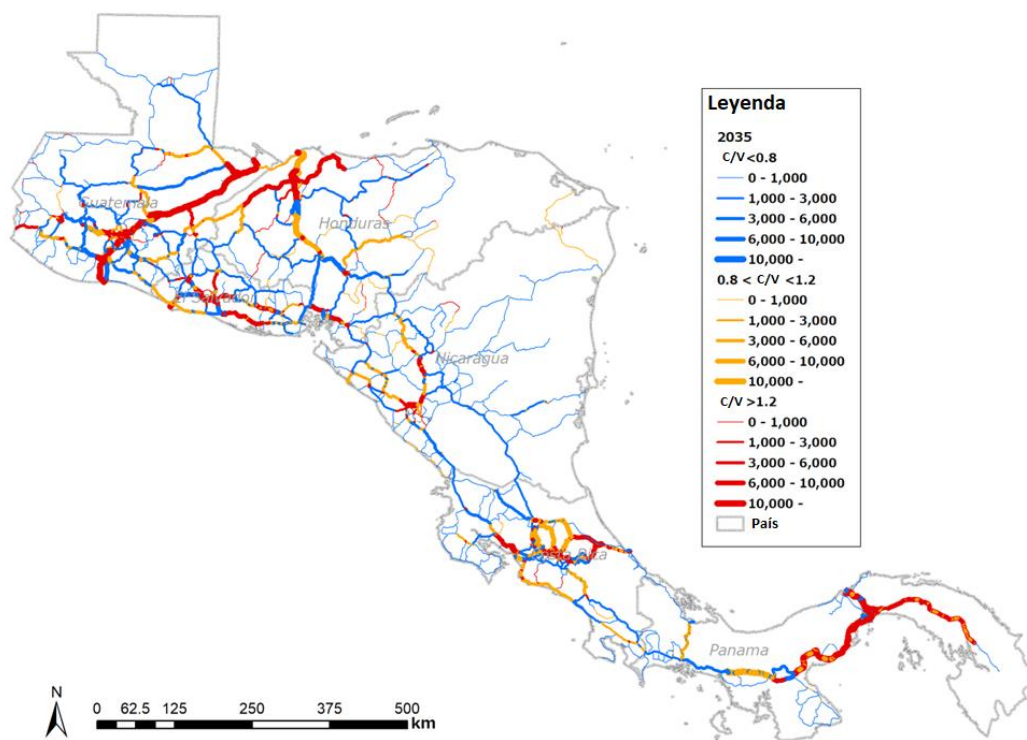 Leyenda
2035
C/V<0.8
0 - 1,000
1,000 - 3,000
3,000 - 6,000
6,000 - 10,000
10,000 -
0.8 < C/V <1.2
0 - 1,000
1,000 - 3,000
3,000 - 6,000
6,000 - 10,000
10,000 -
C/V >1.2
0 - 1,000
1,000 - 3,000
3,000 - 6,000
6,000 - 10,000
10,000 -
País
Guatemala
Honduras
El Salvador
Nicaragua
Costa Rica
Panama
N
0 62.5 125 250 375 500
km